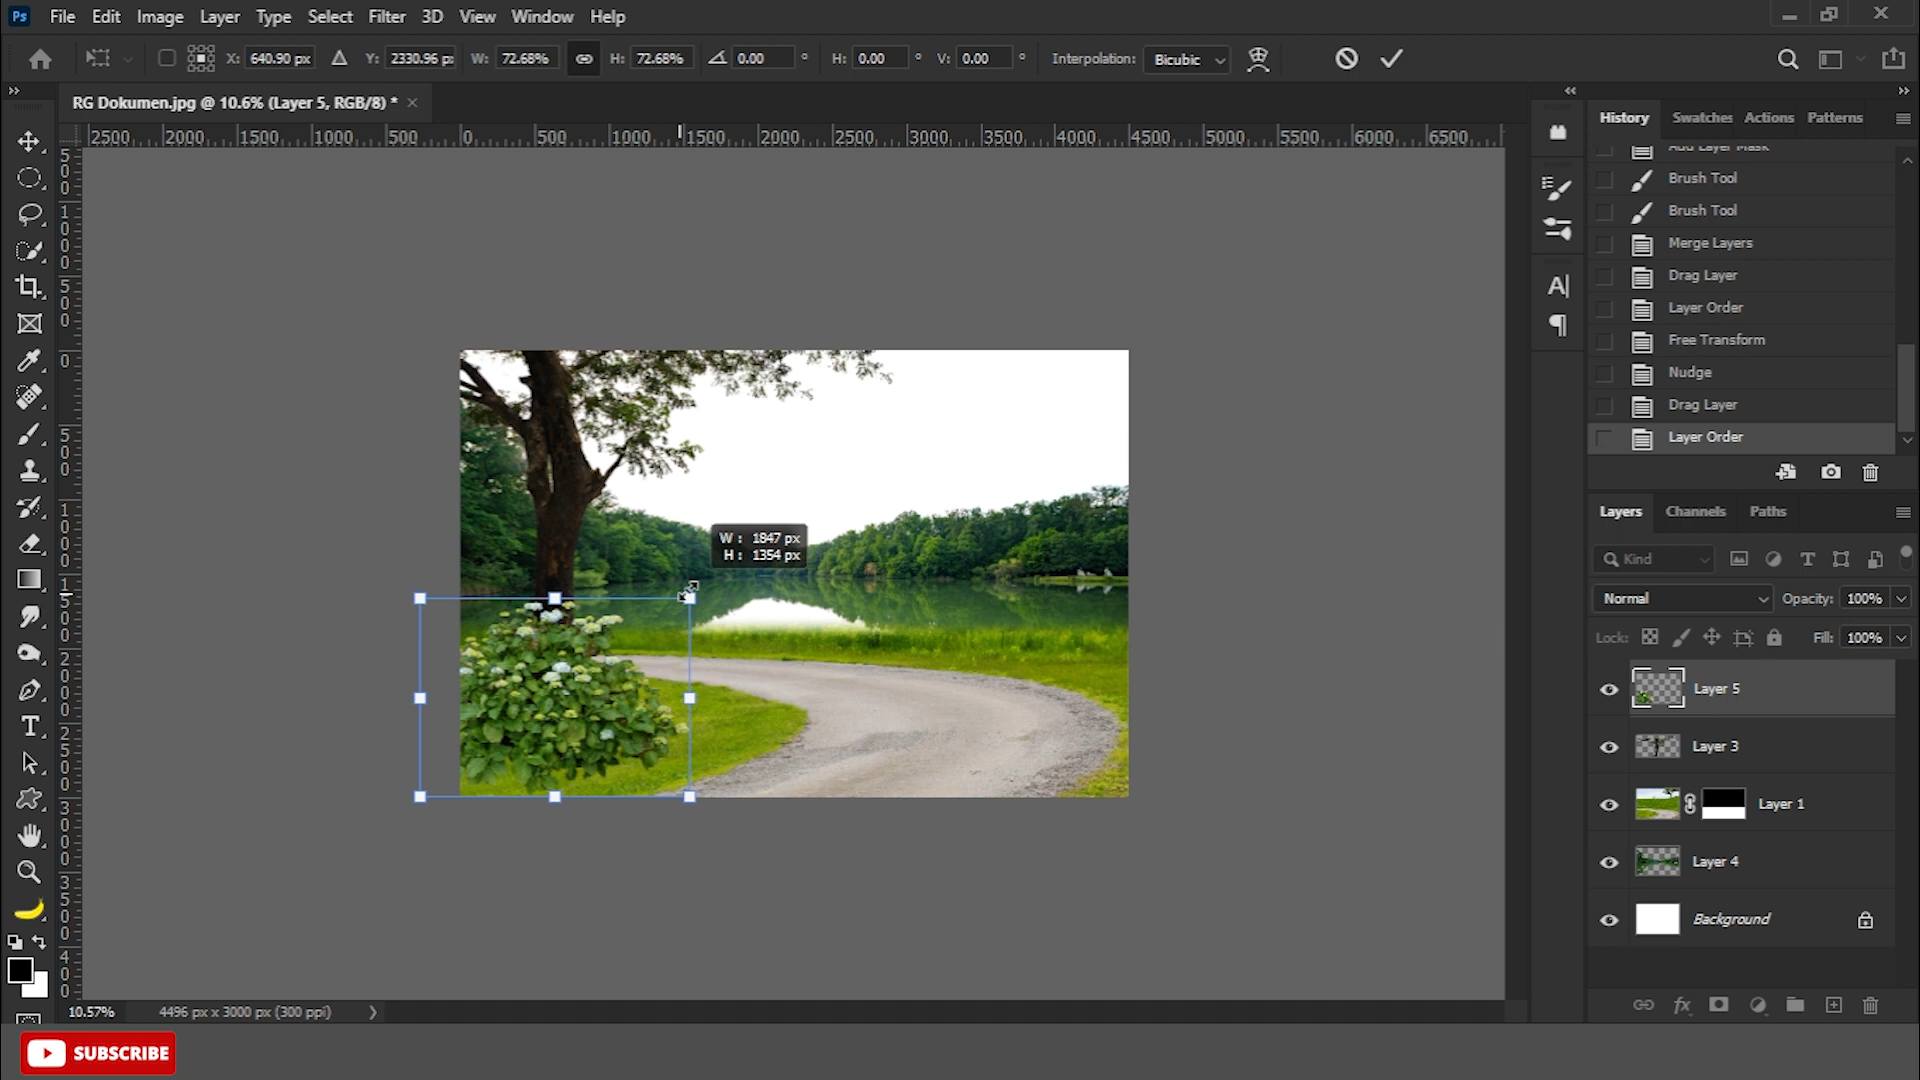 Ps File Edit Image Layer Type Select Filter 3D View Window Help
X: 640.90 px Y: 2330.96 p W: 72.68% H: 72.68% 0.00 ° H: 0.00 ° V: 0.00 ° Interpolation: Bicubic
RG Dokumen.jpg @ 10.6% (Layer 5, RGB/8) *
2500 2000 1500 1000 500 0 500 1000 1500 2000 2500 3000 3500 4000 4500 5000 5500 6000 6500
History Swatches Actions Patterns
Add Layer Mask
Brush Tool
Brush Tool
Merge Layers
Drag Layer
Layer Order
Free Transform
Nudge
Drag Layer
Layer Order
W : 1847 px
H : 1354 px
Layers Channels Paths
Kind
Normal Opacity: 100%
Lock: Fill: 100%
Layer 5
Layer 3
Layer 1
Layer 4
Background
10.57% 4496 px x 3000 px (300 ppi)
SUBSCRIBE